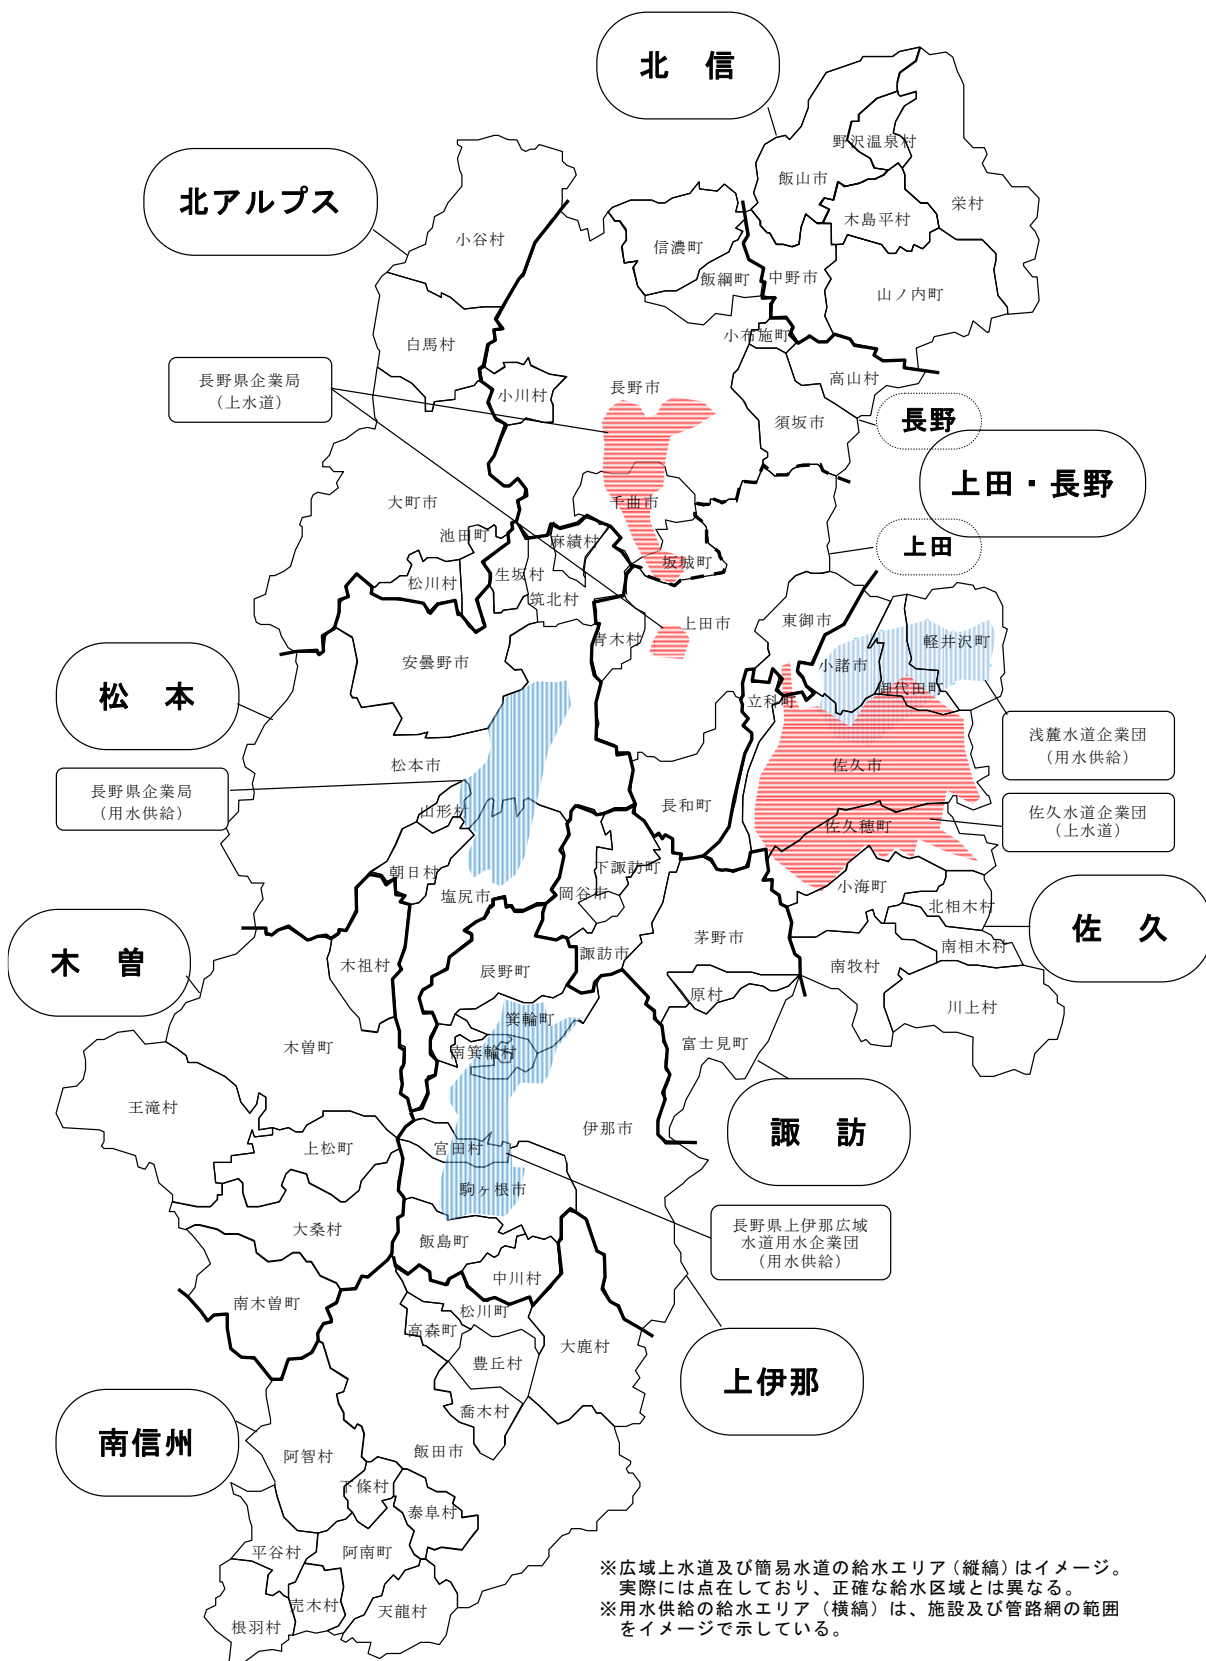 北 信
野沢温泉村
飯山市
北アルプス
木島平村
栄村
小谷村
信濃町
飯綱町
中野市
山ノ内町
小布施町
白馬村
高山村
長野県企業局
(上水道)
長野市
小川村
須坂市
長野
上田・長野
大町市
千曲市
池田町
麻績村
上田
坂城町
生坂村
松川村
筑北村
東御市
上田市
青木村
軽井沢町
安曇野市
小諸市
御代田町
松 本
立科町
浅麓水道企業団
(用水供給)
松本市
佐久市
長野県企業局
(用水供給)
長和町
山形村
佐久水道企業団
(上水道)
佐久穂町
朝日村
下諏訪町
小海町
塩尻市
岡谷市
北相木村
佐 久
茅野市
木 曽
諏訪市
南相木村
木祖村
辰野町
南牧村
原村
川上村
箕輪町
木曽町
南箕輪村
富士見町
王滝村
伊那市
諏 訪
上松町
宮田村
駒ヶ根市
大桑村
飯島町
長野県上伊那広域
水道用水企業団
(用水供給)
中川村
南木曽町
松川町
高森町
大鹿村
豊丘村
上伊那
喬木村
南信州
飯田市
阿智村
下條村
泰阜村
平谷村
阿南町
売木村
天龍村
根羽村
※広域上水道及び簡易水道の給水エリア(縦縞)はイメージ。
実際には点在しており、正確な給水区域とは異なる。
※用水供給の給水エリア(横縞)は、施設及び管路網の範囲
をイメージで示している。